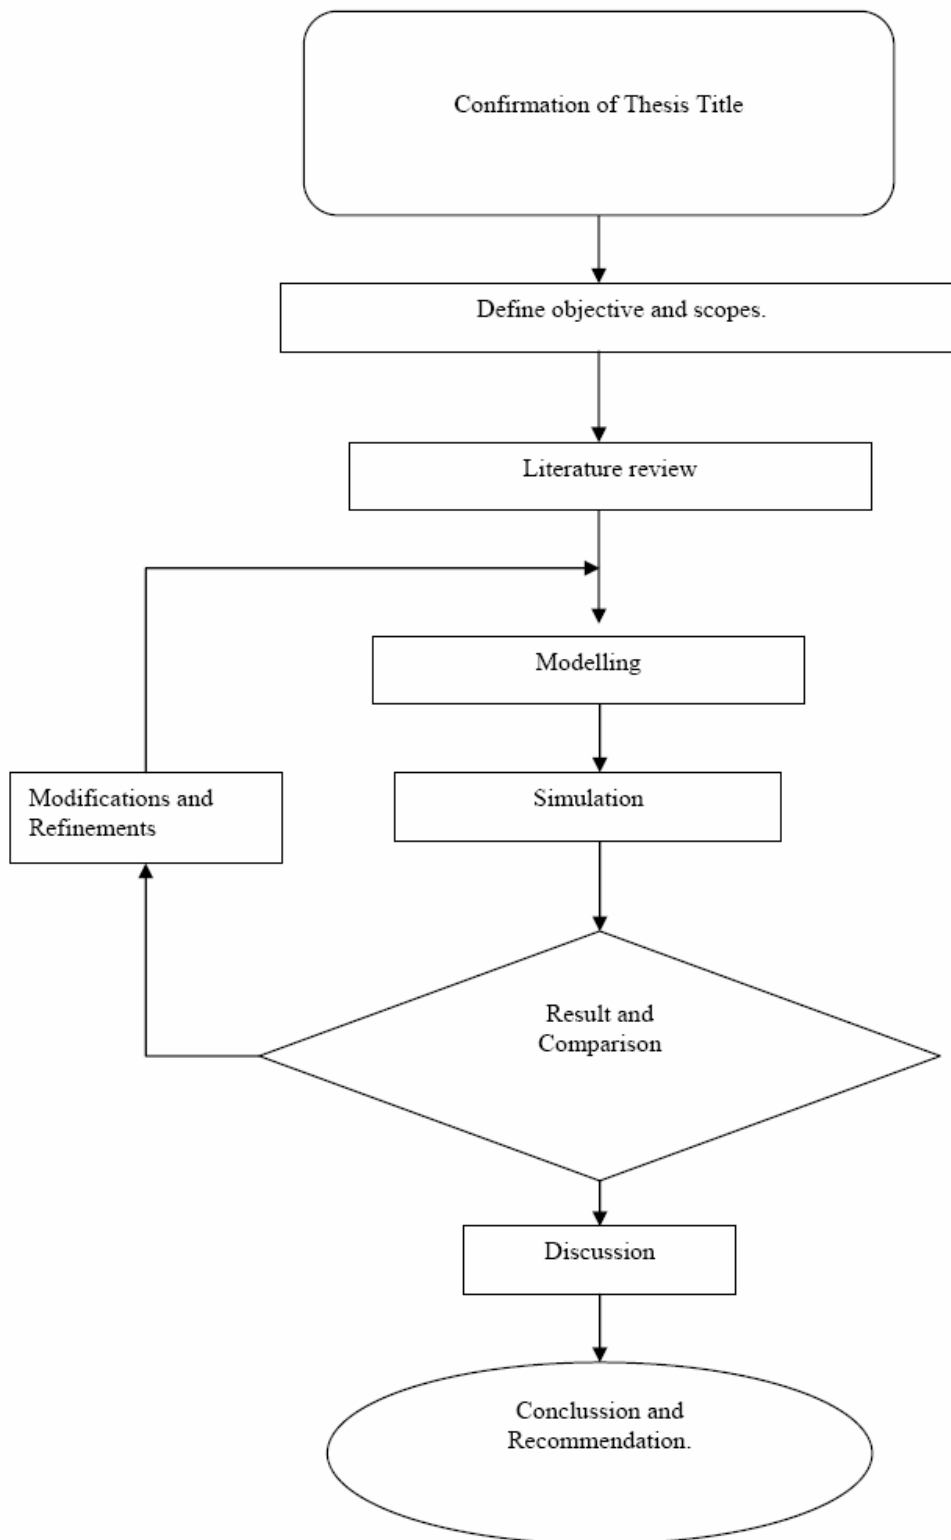 Confirmation of Thesis Title
Define objective and scopes.
Literature review
Modelling
Modifications and
Refinements
Simulation
Result and
Comparison
Discussion
Conclussion and
Recommendation.